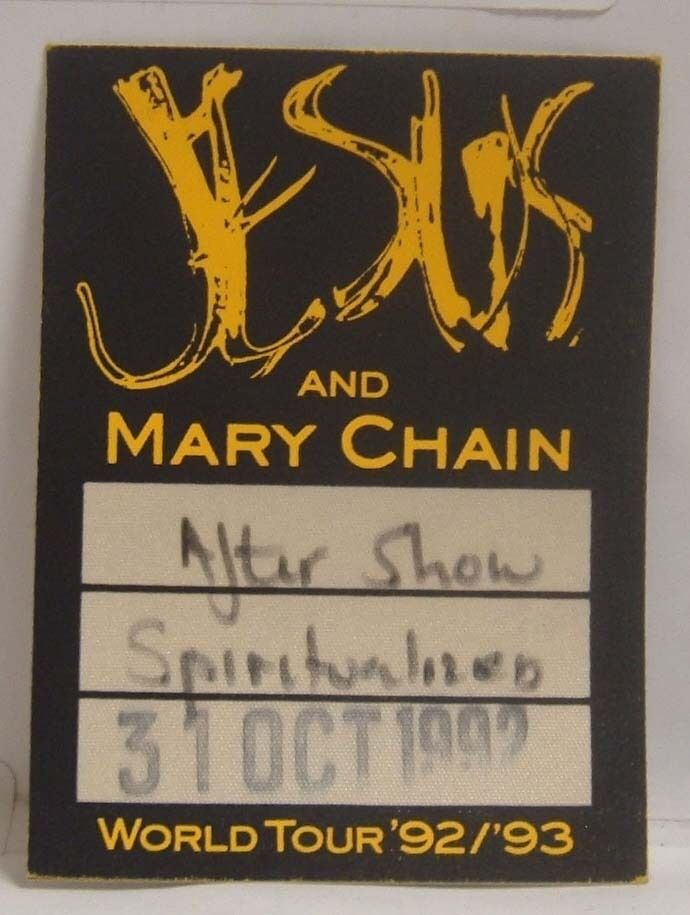 JESUS
AND
MARY CHAIN
After Show
Spiritualized
31 OCT 1992
WORLD TOUR '92/'93